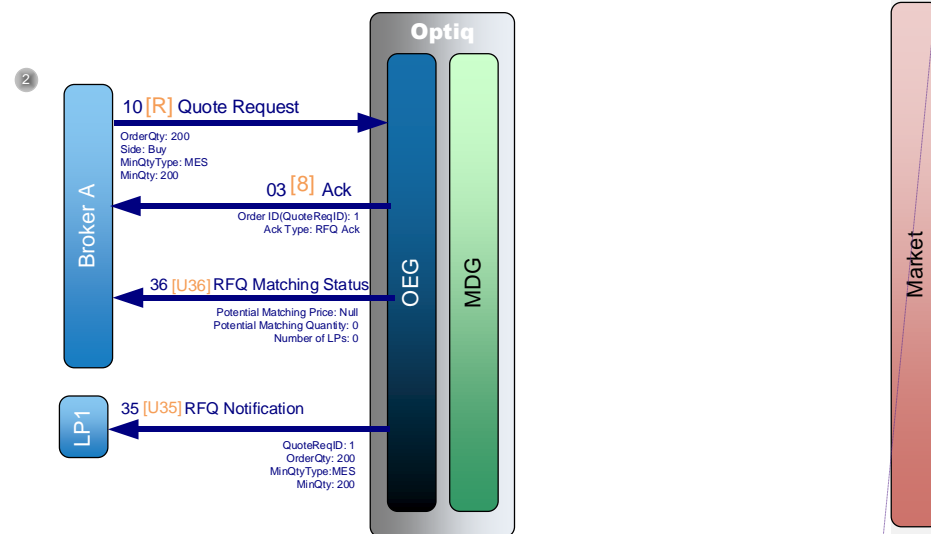 Optiq
2
10 [R] Quote Request
OrderQty: 200
Side: Buy
MinQtyType: MES
MinQty: 200
03 [8] Ack
Order ID(QuoteReqID): 1
Ack Type: RFQ Ack
Broker A
OEG
MDG
Market
36 [U36] RFQ Matching Status
Potential Matching Price: Null
Potential Matching Quantity: 0
Number of LPs: 0
35 [U35] RFQ Notification
LP1
QuoteReqID: 1
OrderQty: 200
MinQtyType:MES
MinQty: 200